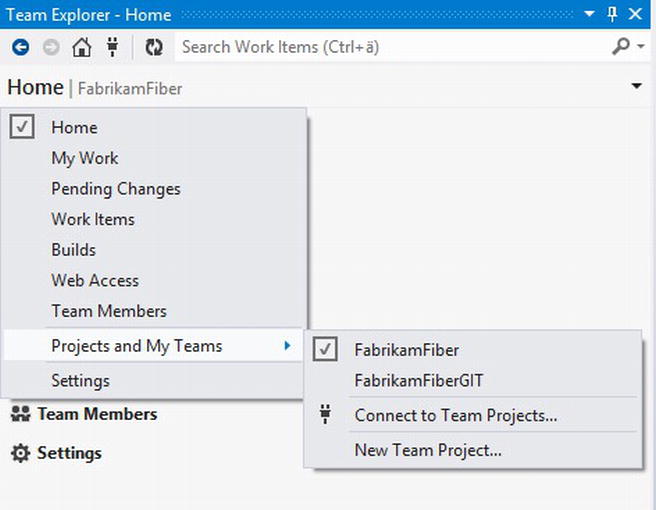 Team Explorer - Home
Search Work Items (Ctrl+ä)
Home | FabrikamFiber
Home
My Work
Pending Changes
Work Items
Builds
Web Access
Team Members
Projects and My Teams
Settings
FabrikamFiber
FabrikamFiberGIT
Connect to Team Projects...
New Team Project...
Team Members
Settings